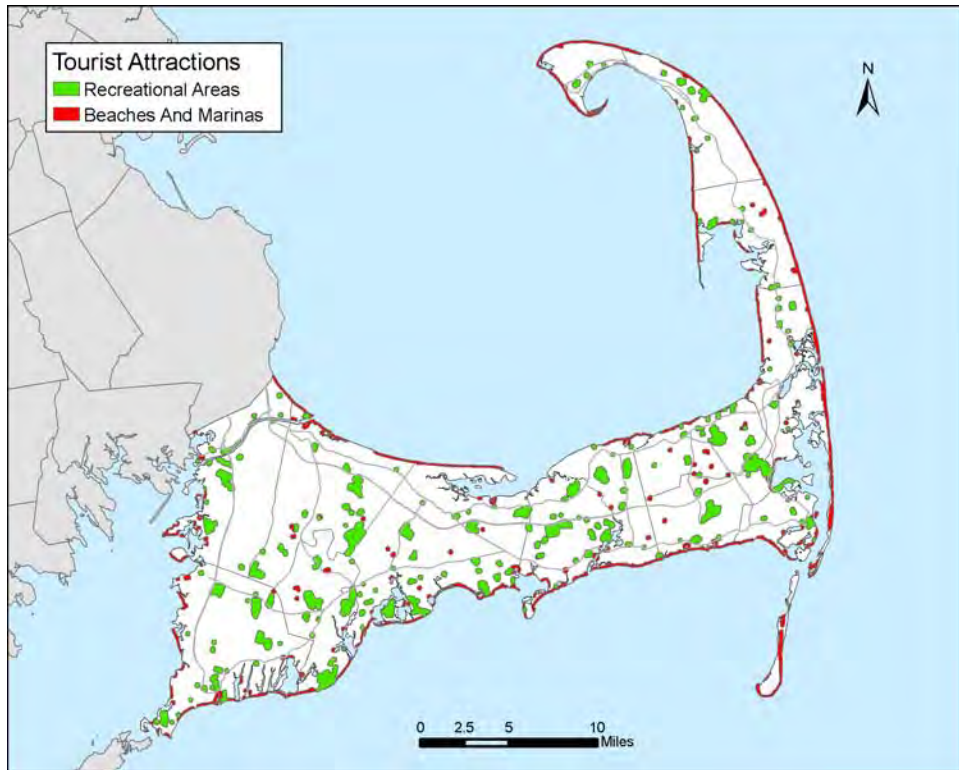 Tourist Attractions
Recreational Areas
Beaches And Marinas
N
0 2.5 5 10
Miles